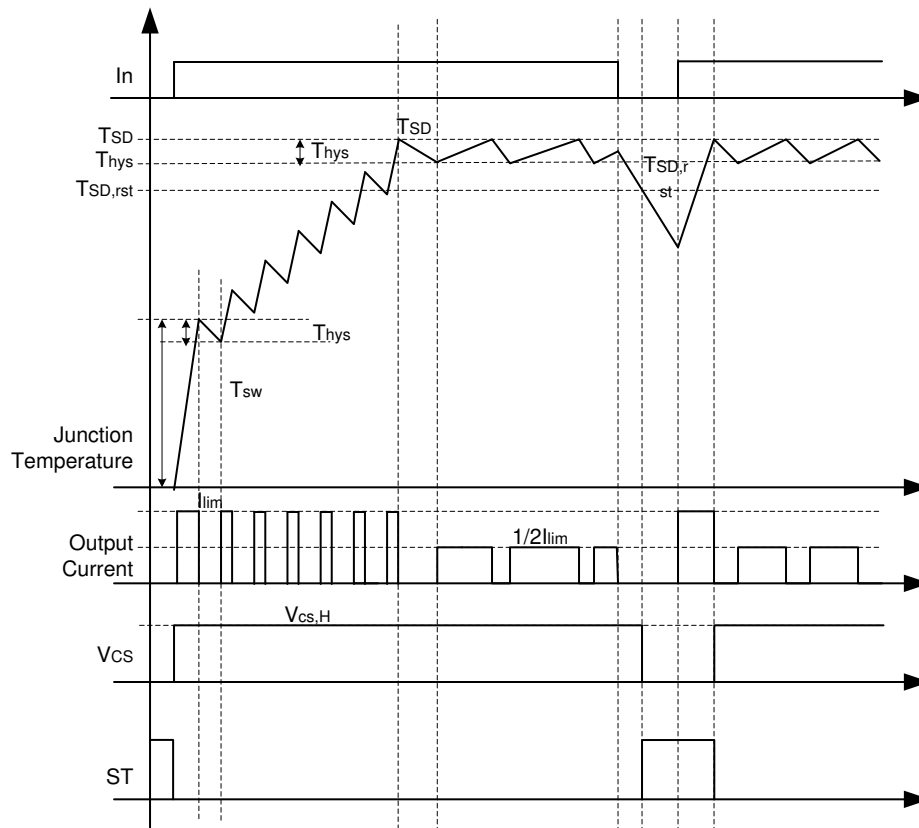 In
TSD
TSD
Thys
Thys
TSD,r
st
TSD,rst
Thys
Tsw
Junction
Temperature
Ilim
Output
Current
1/2Ilim
Vcs,H
VCS
ST